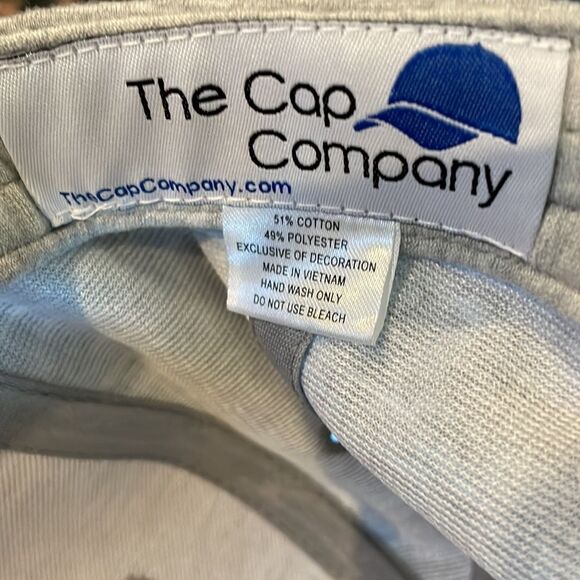 The Cap
Company
TheCapCompany.com
51% COTTON
49% POLYESTER
EXCLUSIVE OF DECORATION
MADE IN VIETNAM
HAND WASH ONLY
DO NOT USE BLEACH